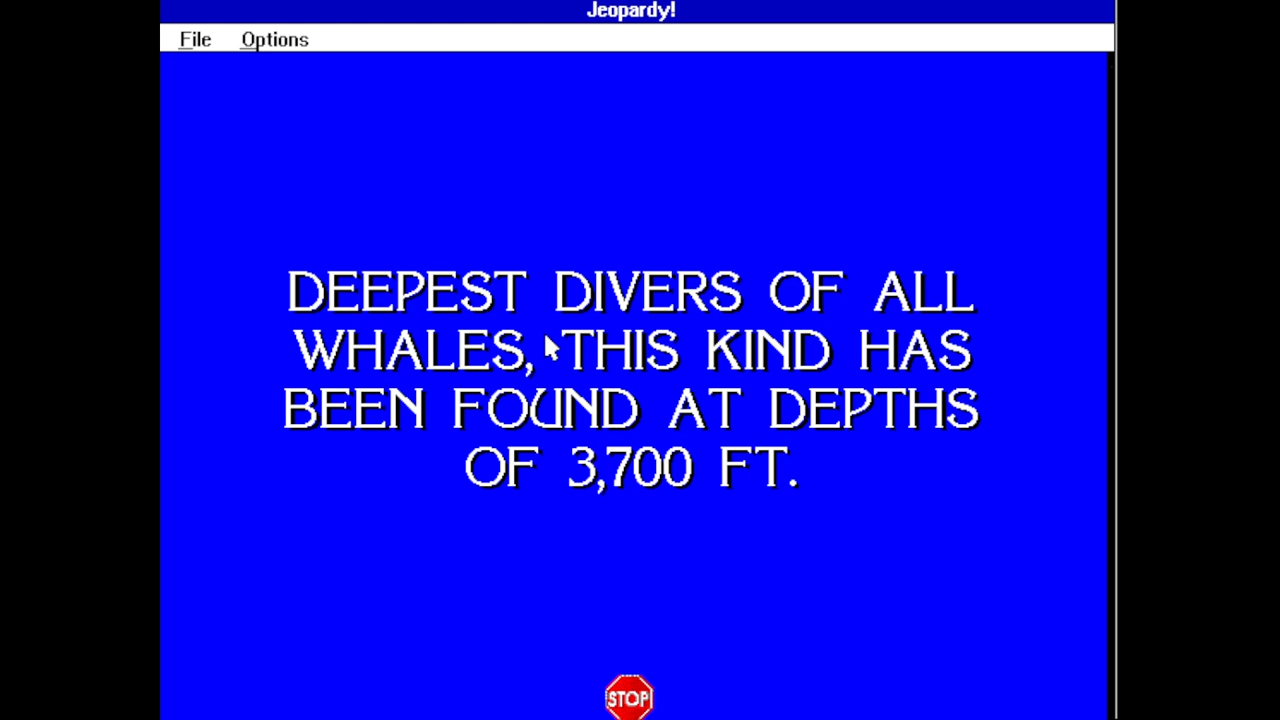 Jeopardy!
File Options
DEEPEST DIVERS OF ALL
WHALES, THIS KIND HAS
BEEN FOUND AT DEPTHS
OF 3,700 FT.
STOP